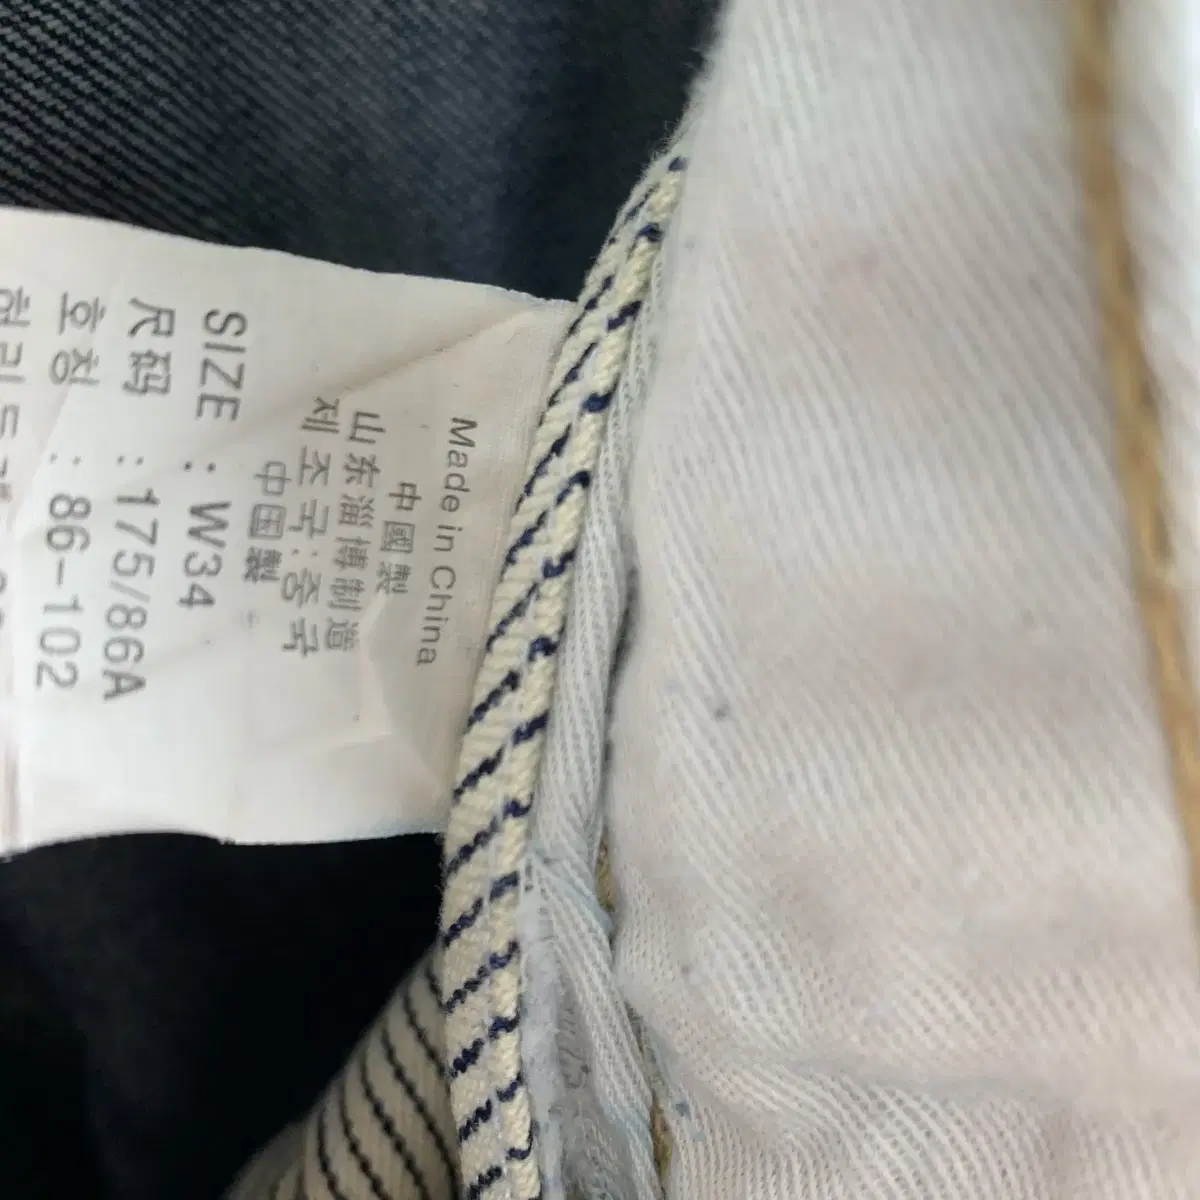 Made in China
中國製
山东淄博制造
제조국:중국
中国製
SIZE : W34
尺码 : 175/86A
호칭 : 86-102